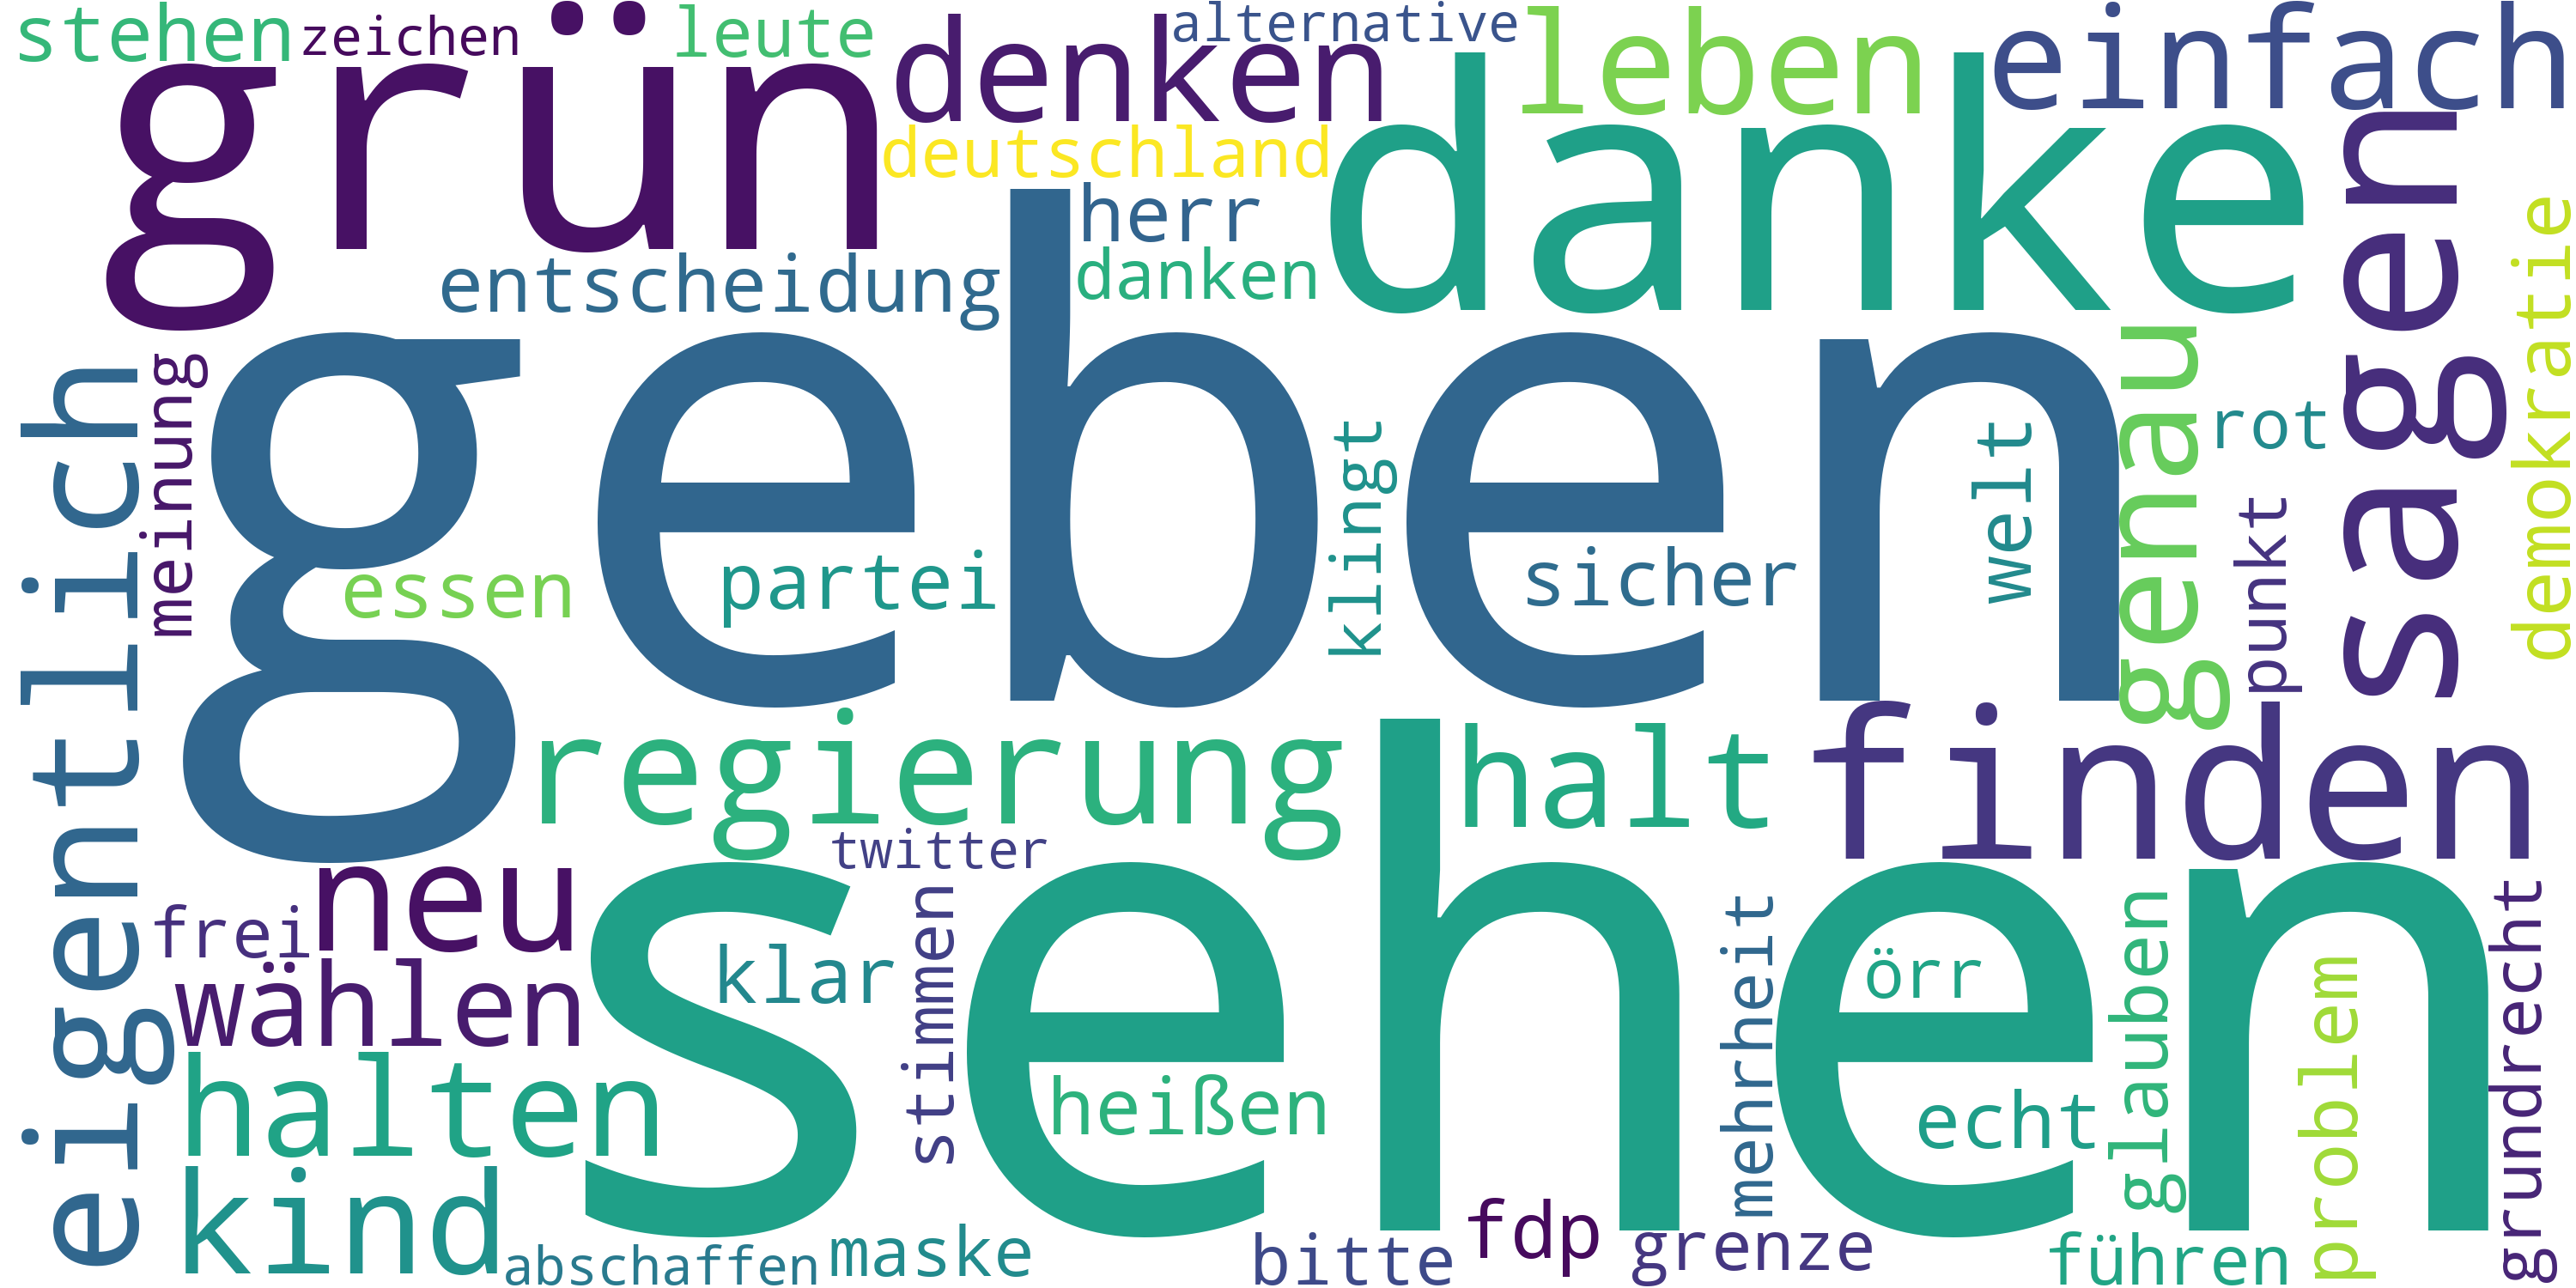 stehen
zeichen
leute
alternative
grün
denken
leben
einfach
deutschland
danke
herr
danken
entscheidung
sagen
demokratie
geben
genau
rot
meinung
eigentlich
klingt
welt
punkt
essen
partei
sicher
regierung
halt
finden
twitter
neu
sehen
frei
klar
stimmen
mehrheit
örr
glauben
problem
grundrecht
wählen
halten
heißen
echt
kind
abschaffen
maske
bitte
fdp
grenze
führen